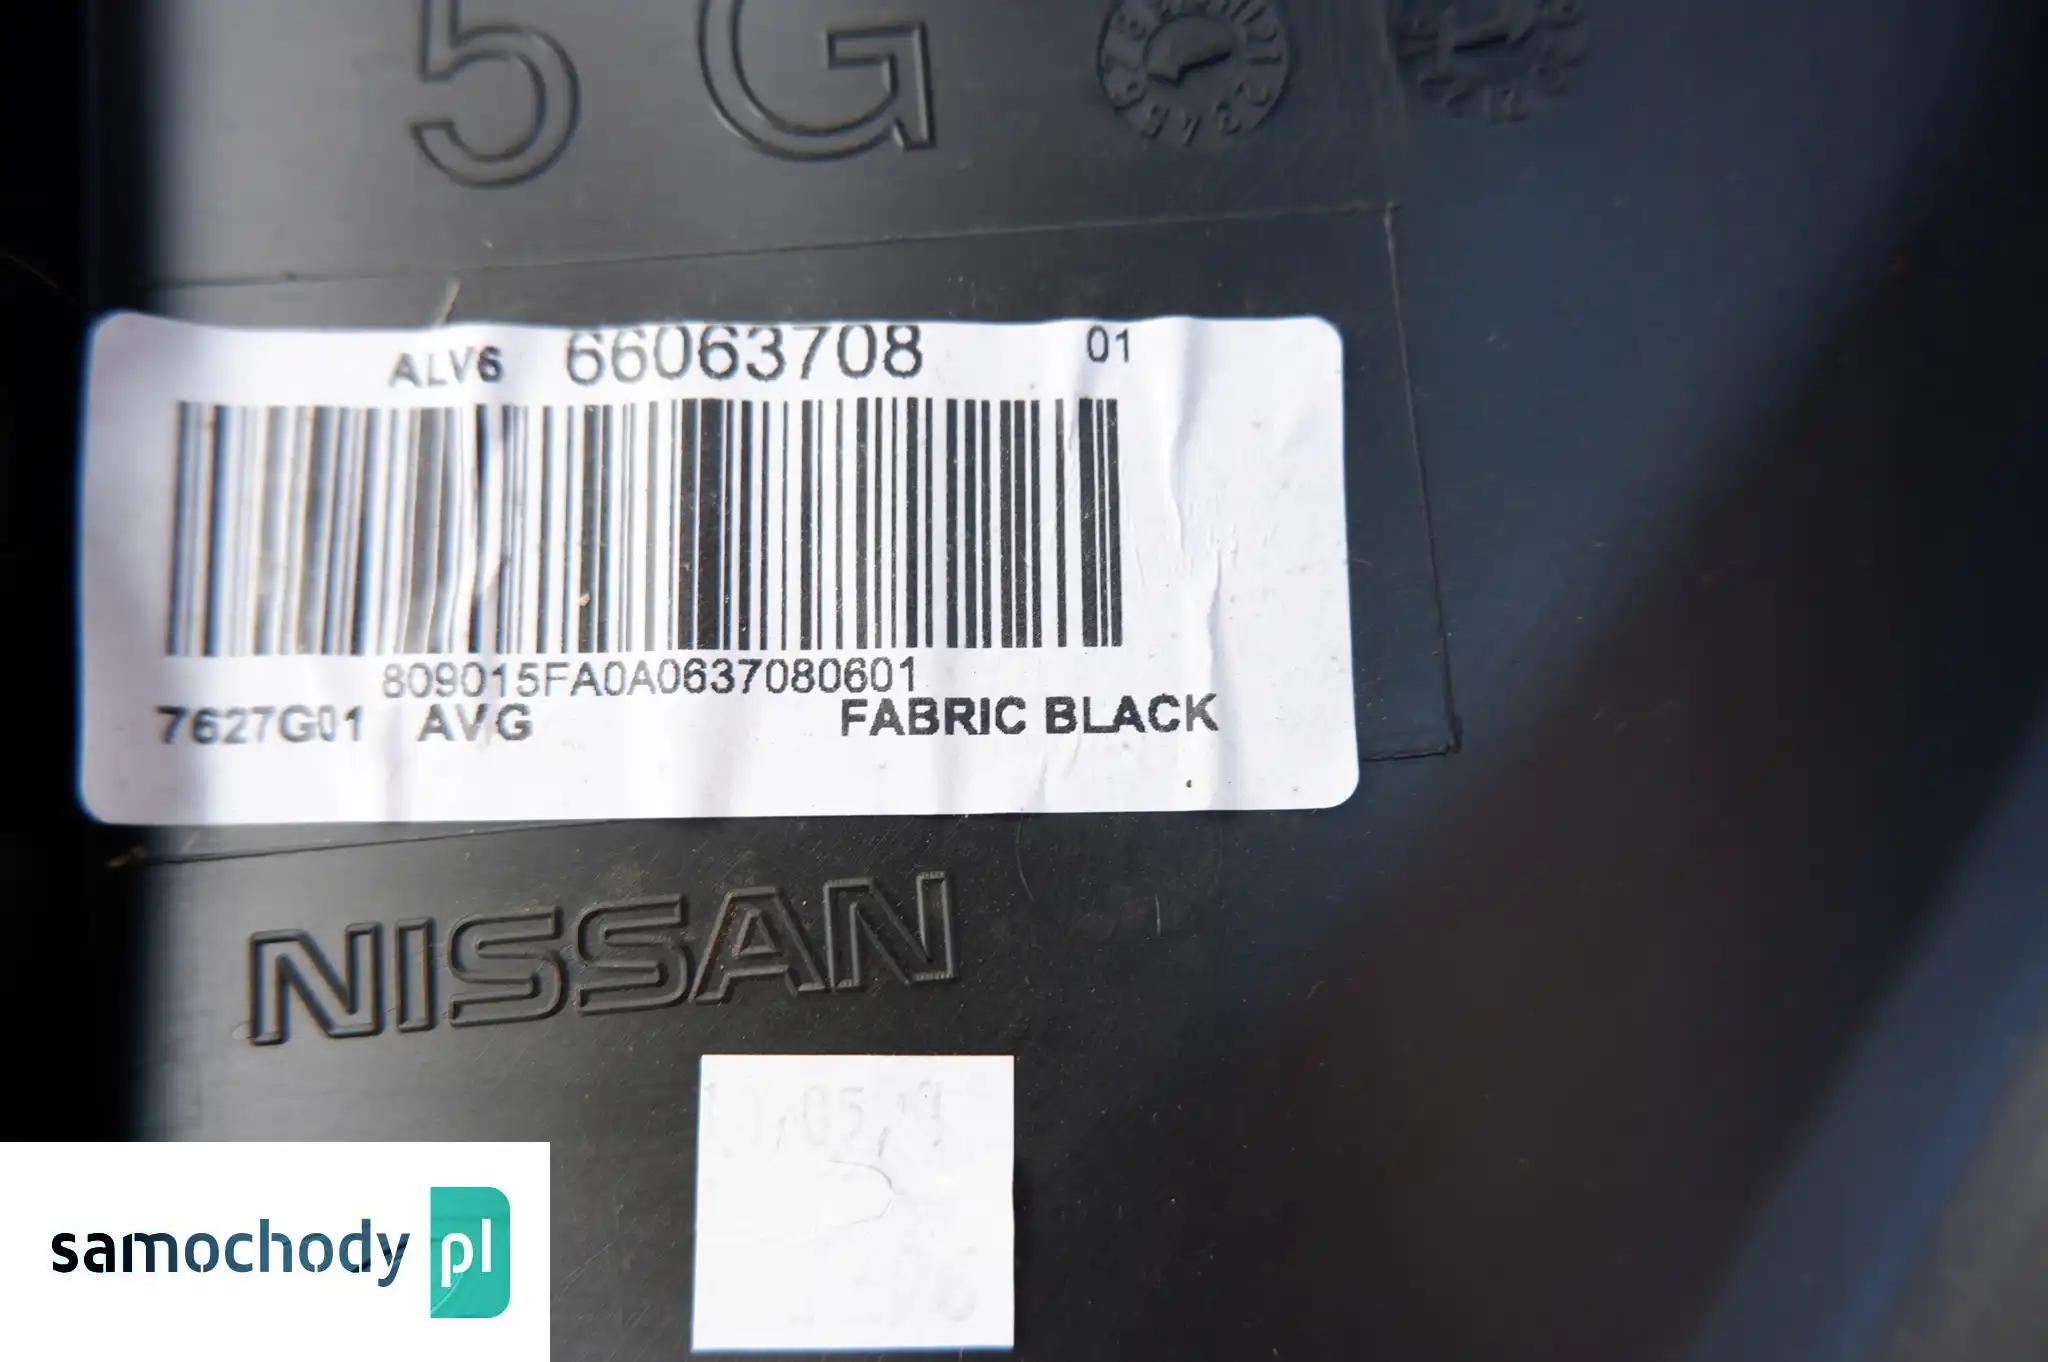 5 G
ALV6 66063708 01
809015FA0A0637080601
7627G01 AVG FABRIC BLACK
NISSAN
samochody pl